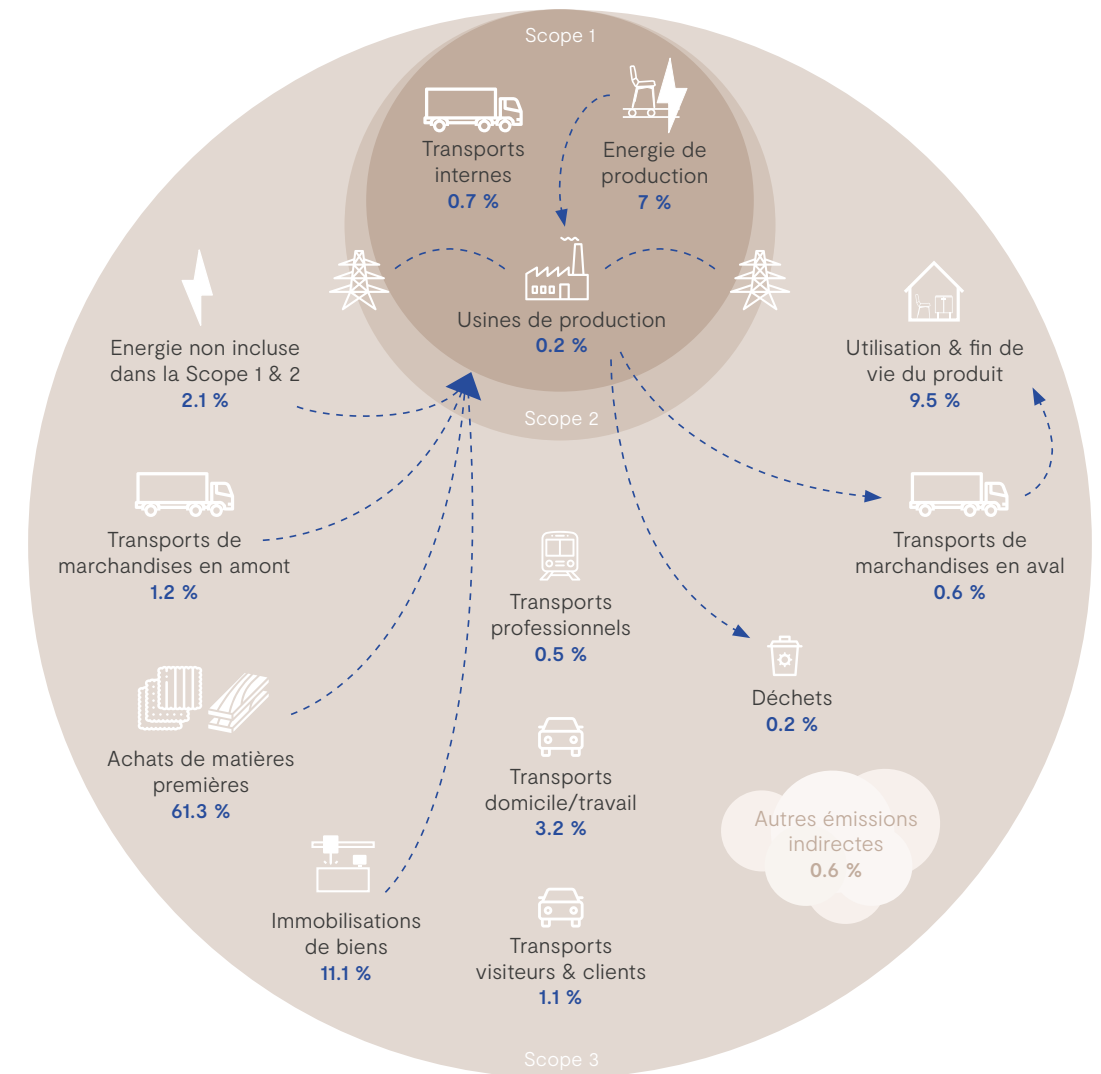 Scope 1
Transports
internes
0.7 %
Energie de
production
7 %
Usines de production
0.2 %
Scope 2
Energie non incluse
dans la Scope 1 & 2
2.1 %
Utilisation & fin de
vie du produit
9.5 %
Transports de
marchandises en amont
1.2 %
Transports de
marchandises en aval
0.6 %
Transports
professionnels
0.5 %
Déchets
0.2 %
Achats de matières
premières
61.3 %
Transports
domicile/travail
3.2 %
Autres émissions
indirectes
0.6 %
Immobilisations
de biens
11.1 %
Transports
visiteurs & clients
1.1 %
Scope 3